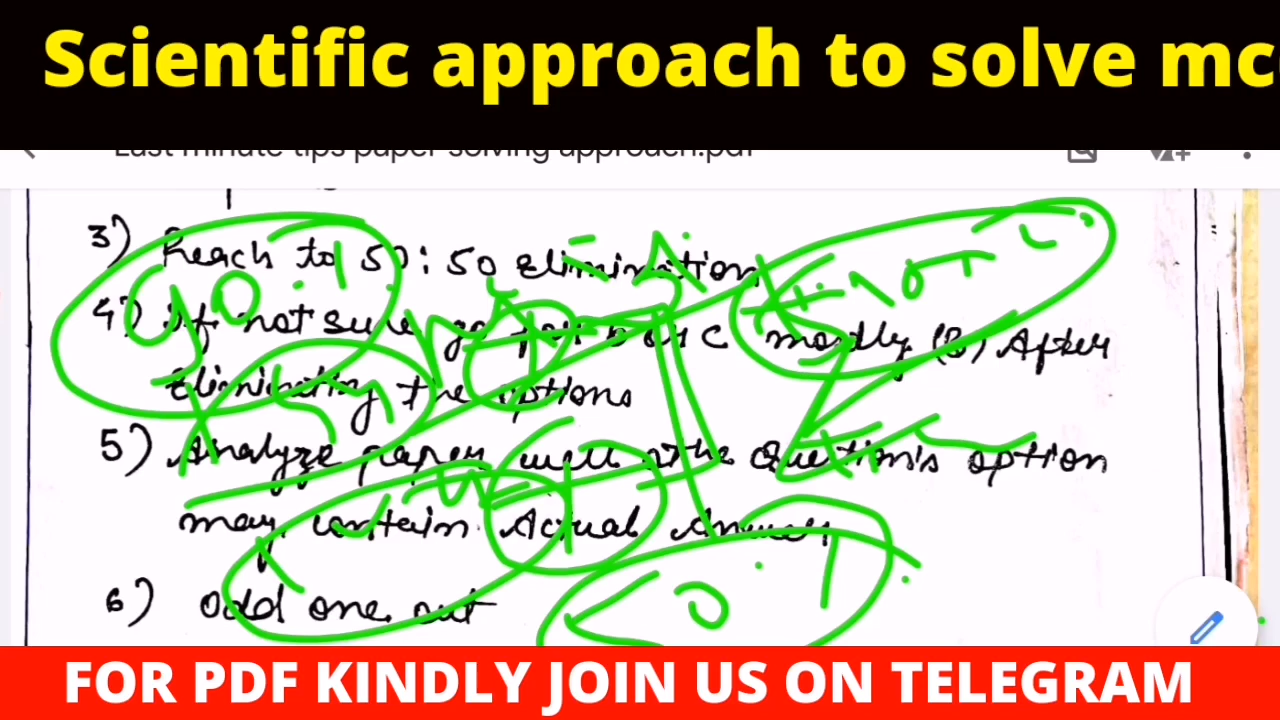 Scientific approach to solve mc
Last minute tips paper solving approach.pdf
3) Reach to 50:50 Elimination
4) If not sure go for B or C mostly (B) After
Eliminating the options
5) Analyze paper well the Question's option
may contain Actual Answer
6) Odd one out
FOR PDF KINDLY JOIN US ON TELEGRAM